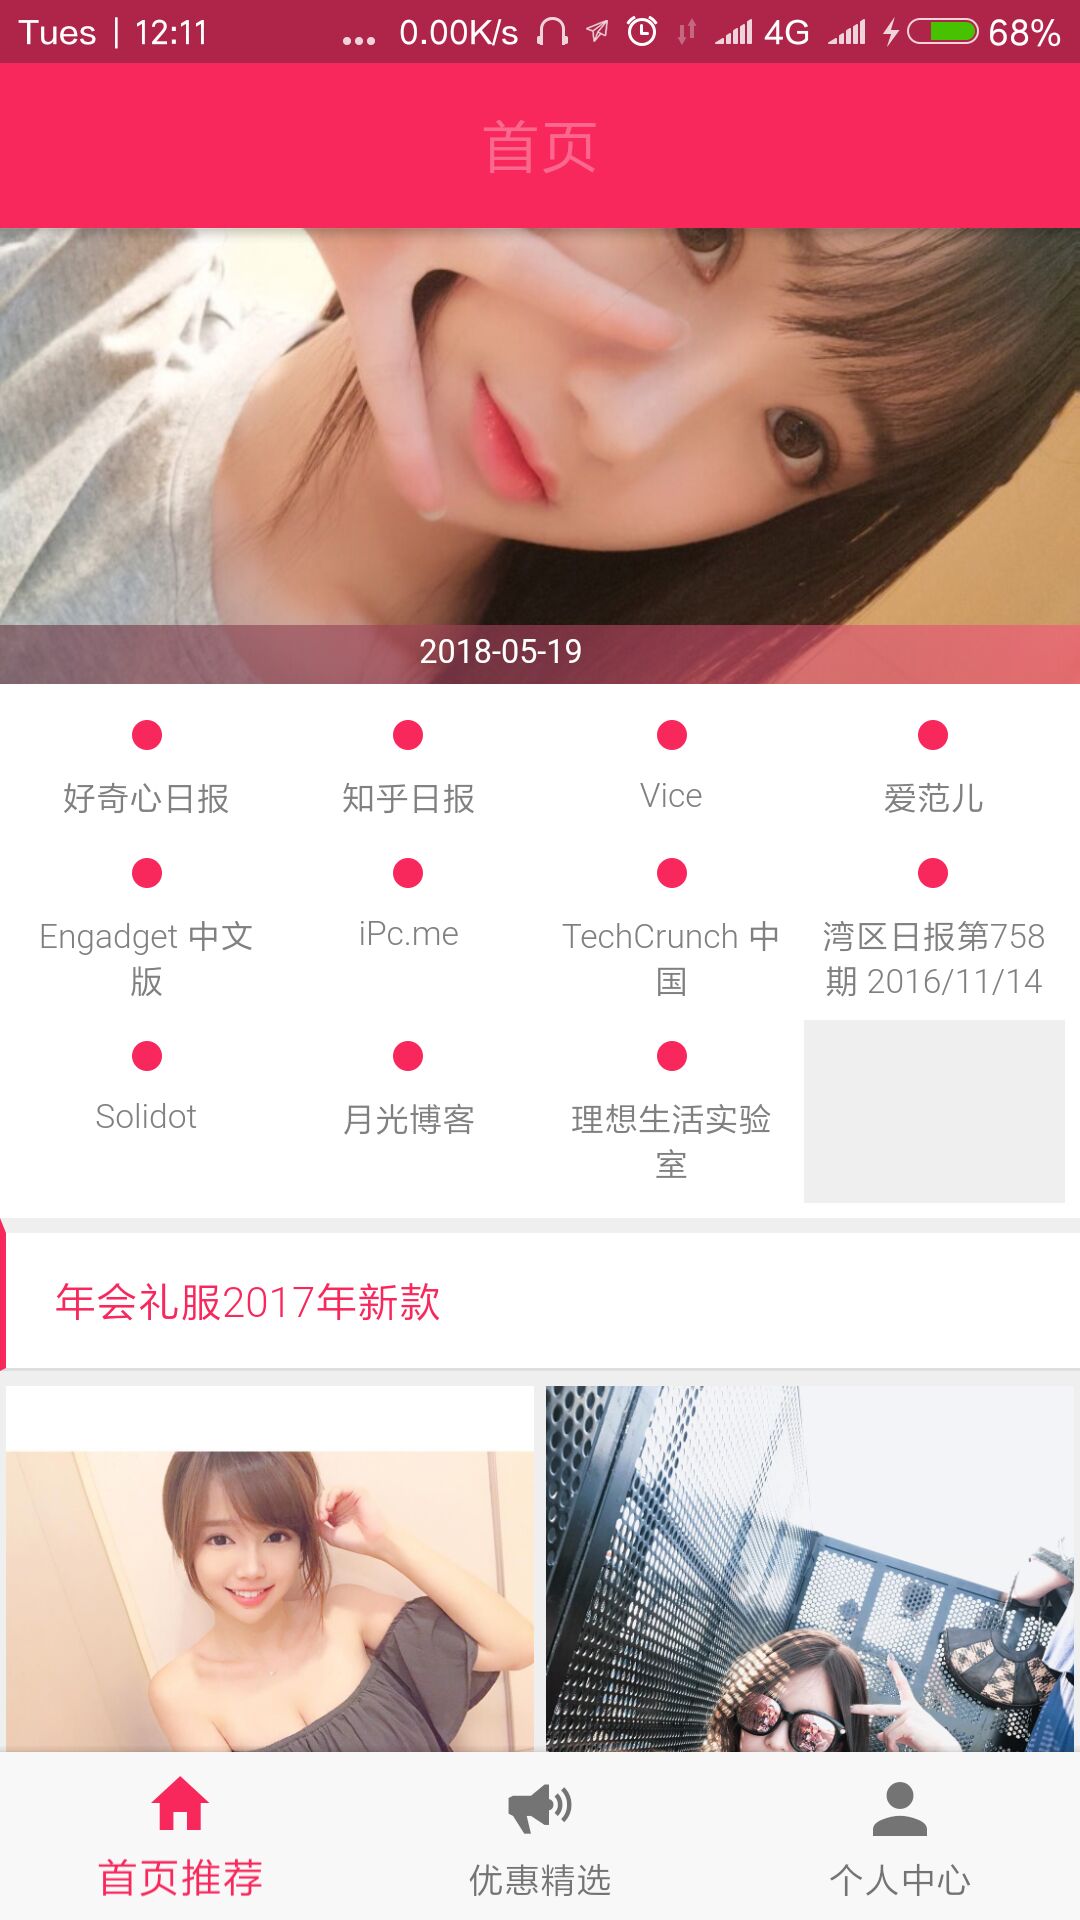 Tues | 12:11 ... 0.00K/s 4G 68%
首页
2018-05-19
好奇心日报 知乎日报 Vice 爱范儿
Engadget 中文版 iPc.me TechCrunch 中国 湾区日报第758期 2016/11/14
Solidot 月光博客 理想生活实验室
年会礼服2017年新款
首页推荐 优惠精选 个人中心